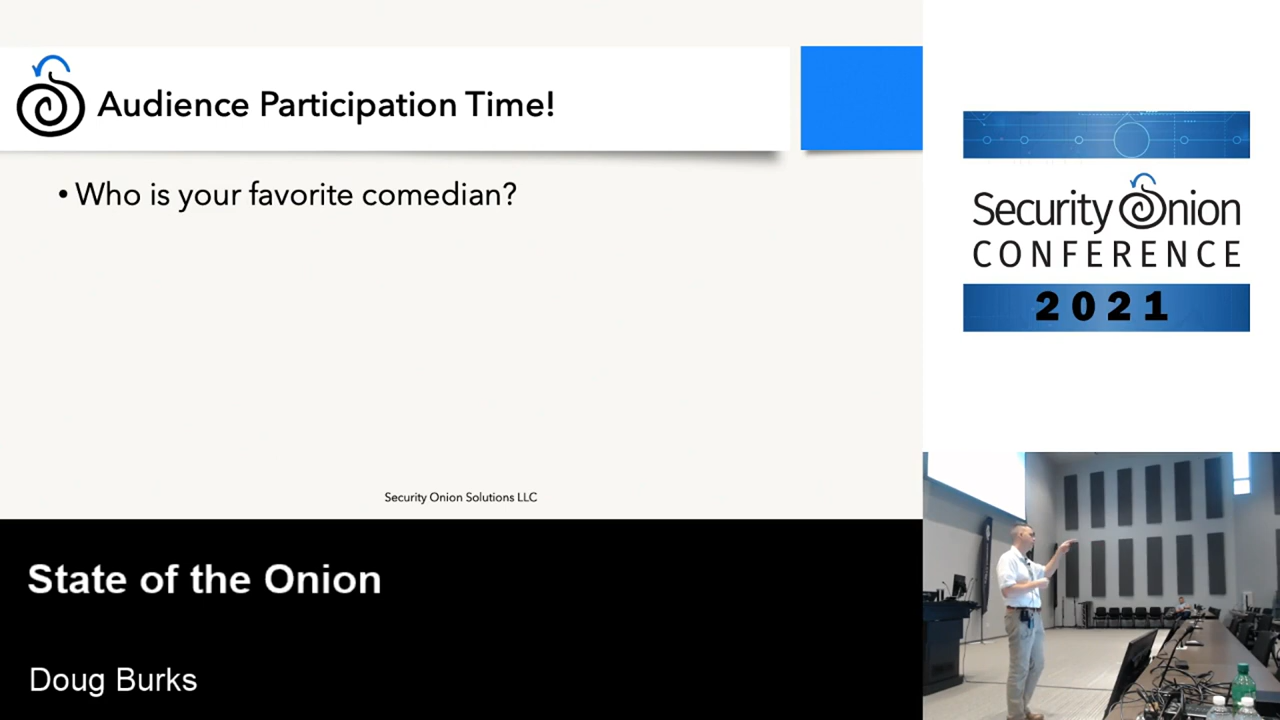 Audience Participation Time!
• Who is your favorite comedian?
Security Onion Solutions LLC
State of the Onion
Doug Burks
Security Onion
CONFERENCE
2021